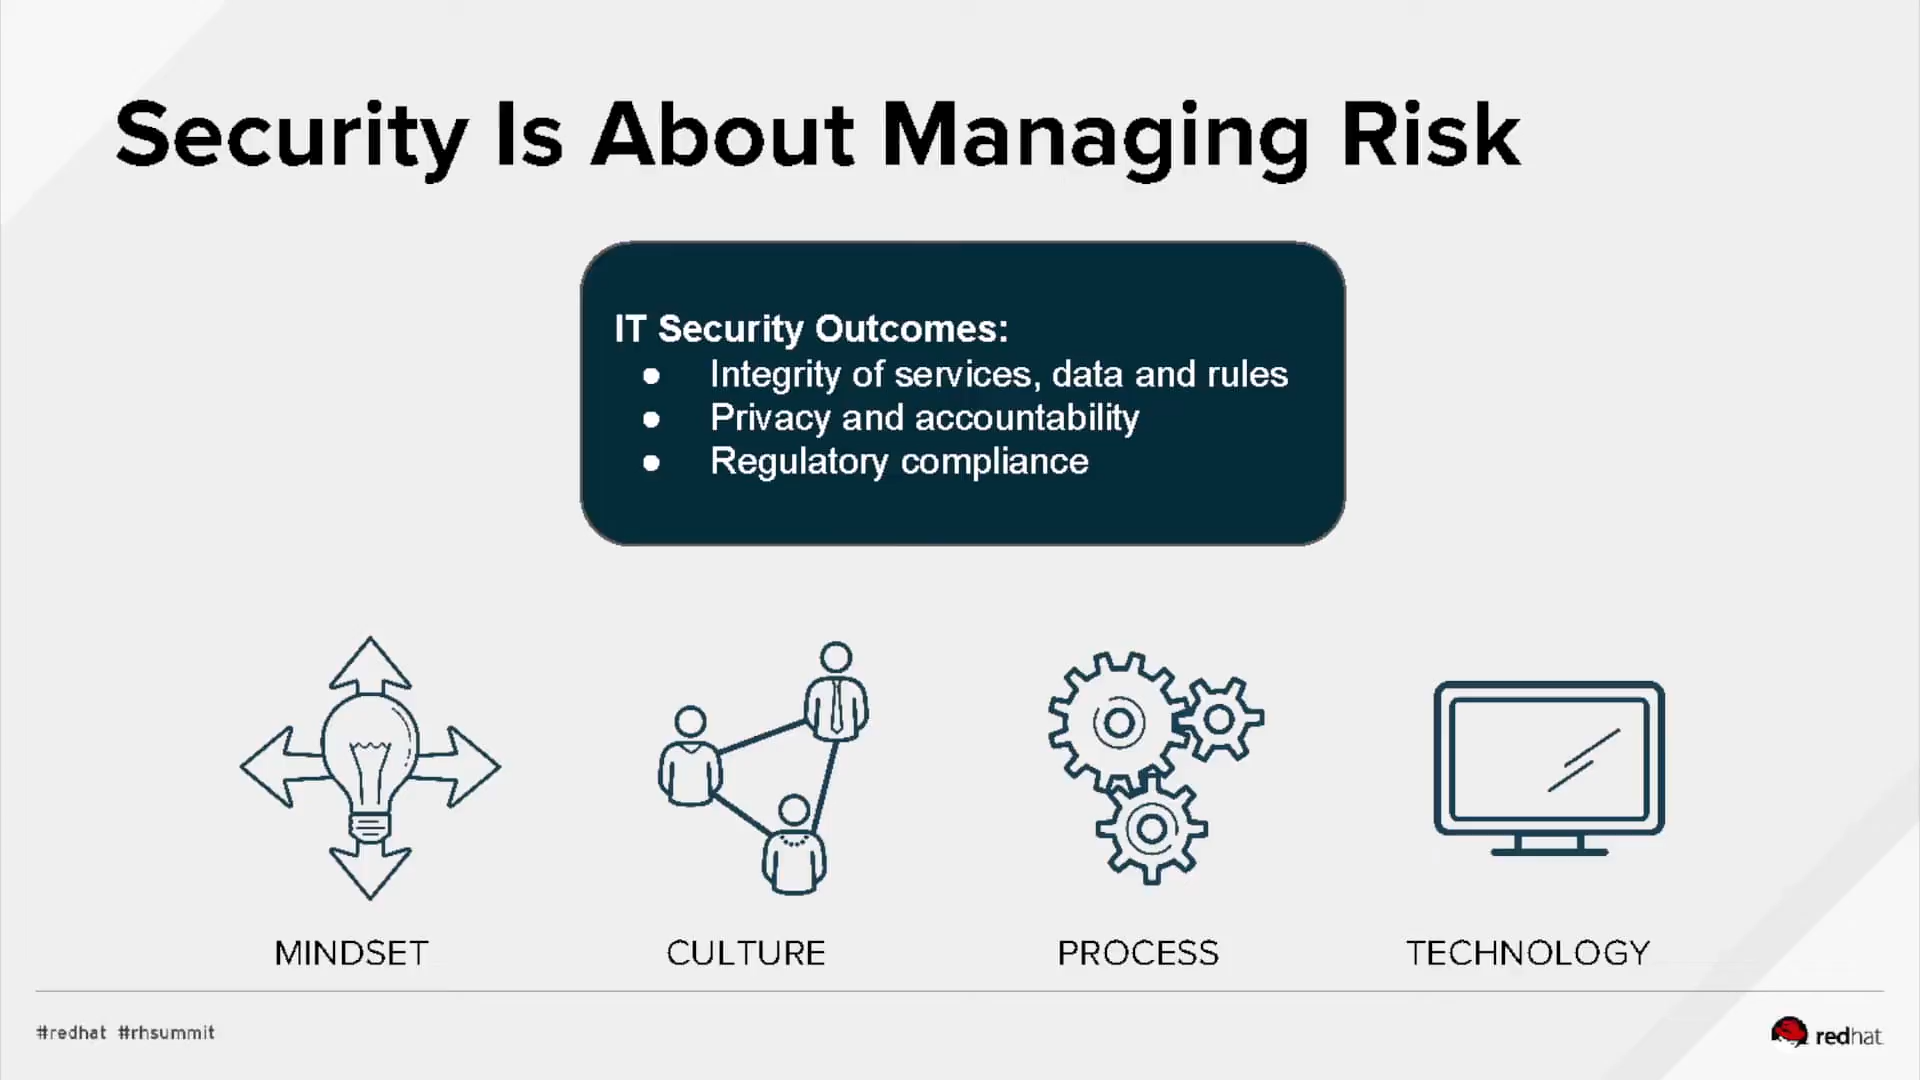 Security Is About Managing Risk
IT Security Outcomes:
● Integrity of services, data and rules
● Privacy and accountability
● Regulatory compliance
MINDSET
CULTURE
PROCESS
TECHNOLOGY
#redhat #rhsummit
redhat